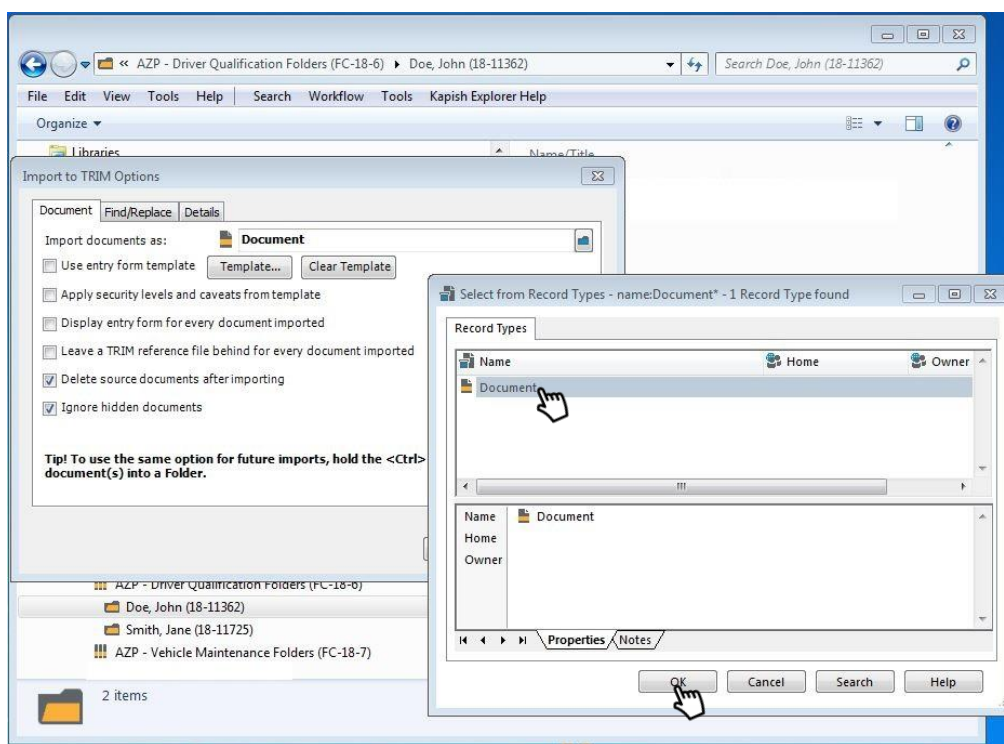 « AZP - Driver Qualification Folders (FC-18-6) Doe, John (18-11362)
Search Doe, John (18-11362)
File Edit View Tools Help Search Workflow Tools Kapish Explorer Help
Organize
Libraries
Name/Title
Import to TRIM Options
Document Find/Replace Details
Import documents as: Document
Use entry form template Template... Clear Template
Apply security levels and caveats from template
Display entry form for every document imported
Leave a TRIM reference file behind for every document imported
Delete source documents after importing
Ignore hidden documents
Tip! To use the same option for future imports, hold the <Ctrl>
document(s) into a Folder.
Select from Record Types - name:Document* - 1 Record Type found
Record Types
Name Home Owner
Document
Name Document
Home
Owner
Properties Notes
OK Cancel Search Help
AZP - Driver Qualification Folders (FC-18-6)
Doe, John (18-11362)
Smith, Jane (18-11725)
AZP - Vehicle Maintenance Folders (FC-18-7)
2 items